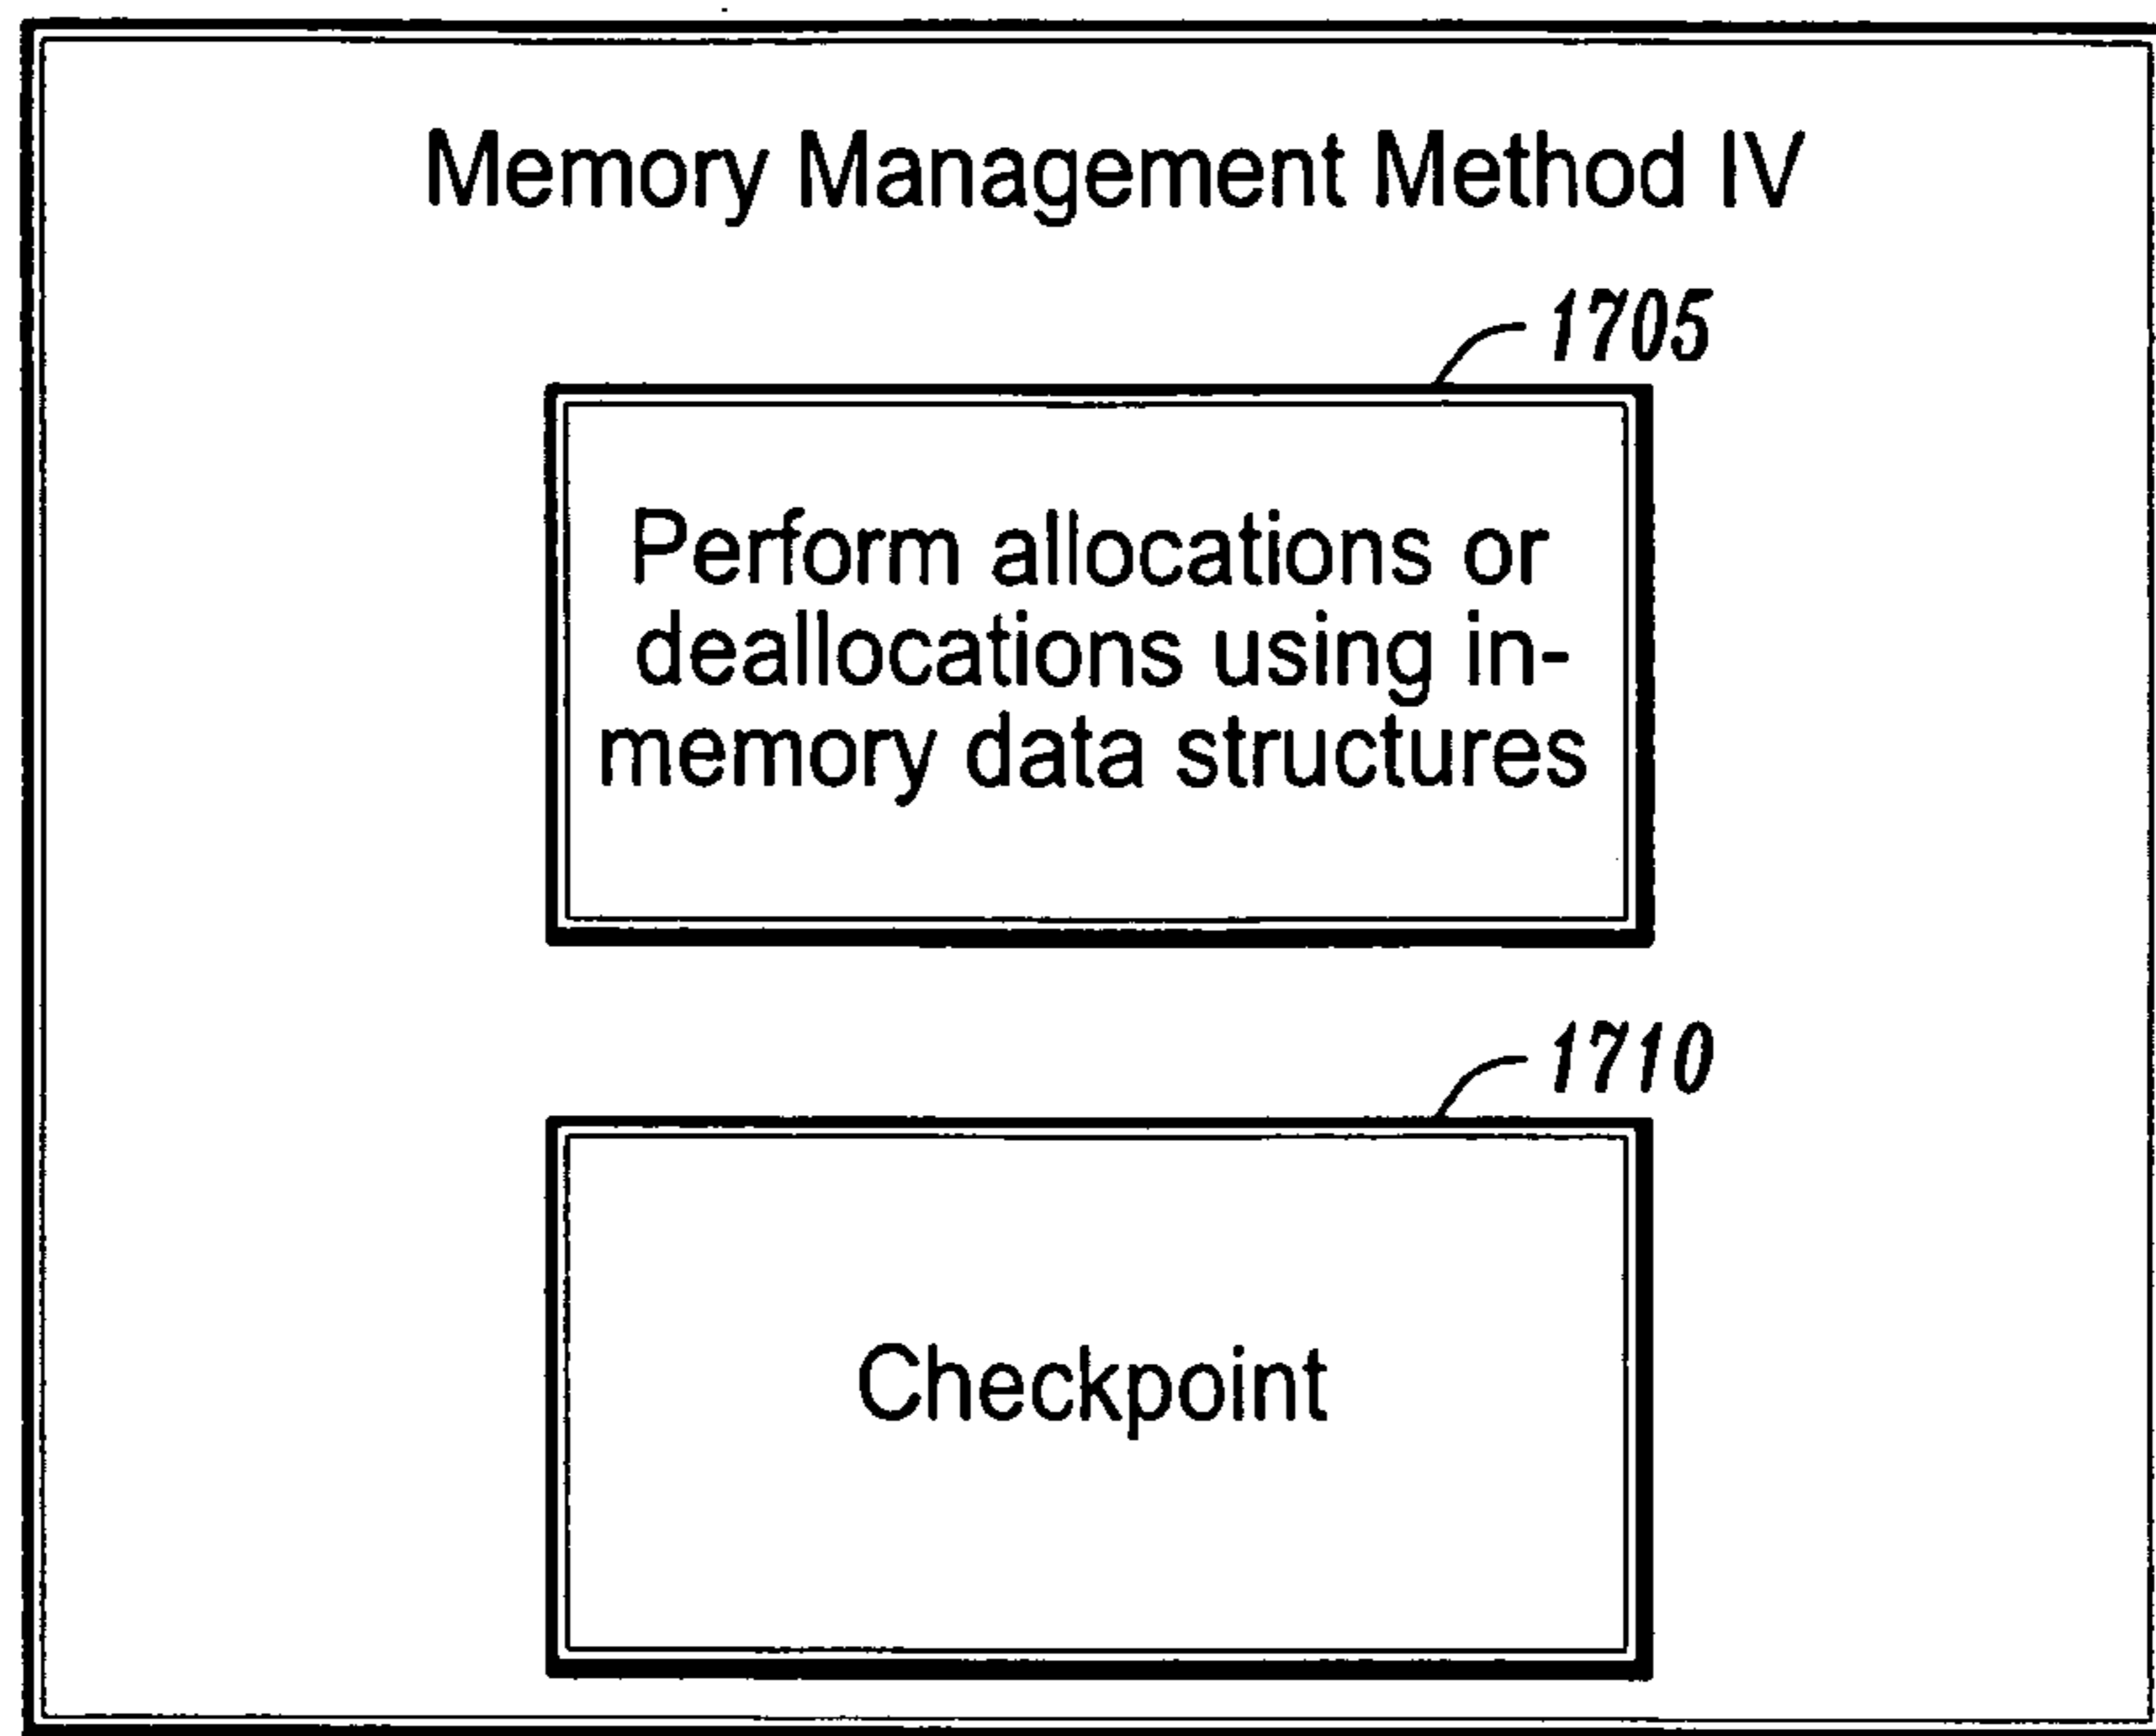 Memory Management Method IV
1705
Perform allocations or
deallocations using in-
memory data structures
1710
Checkpoint